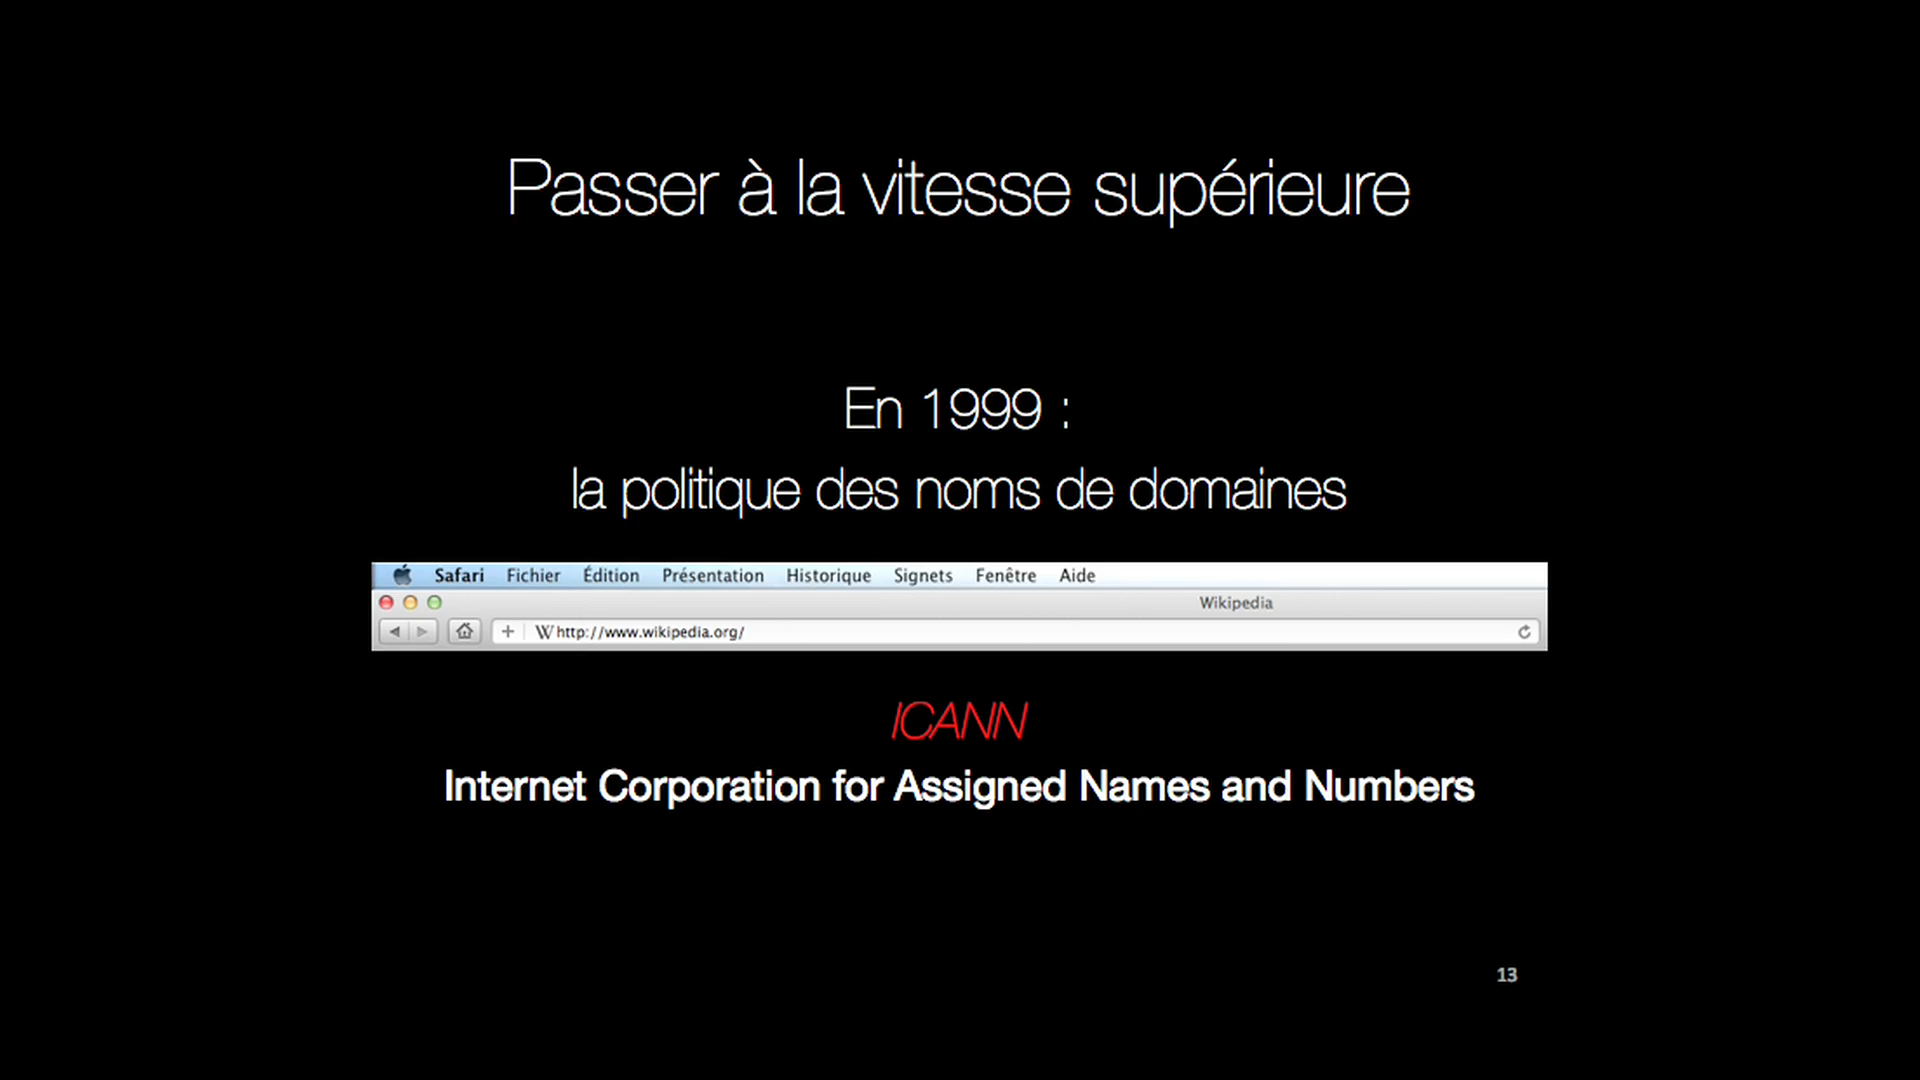 Passer à la vitesse supérieure
En 1999 :
la politique des noms de domaines
Safari Fichier Édition Présentation Historique Signets Fenêtre Aide
Wikipedia
W http://www.wikipedia.org/
ICANN
Internet Corporation for Assigned Names and Numbers
13